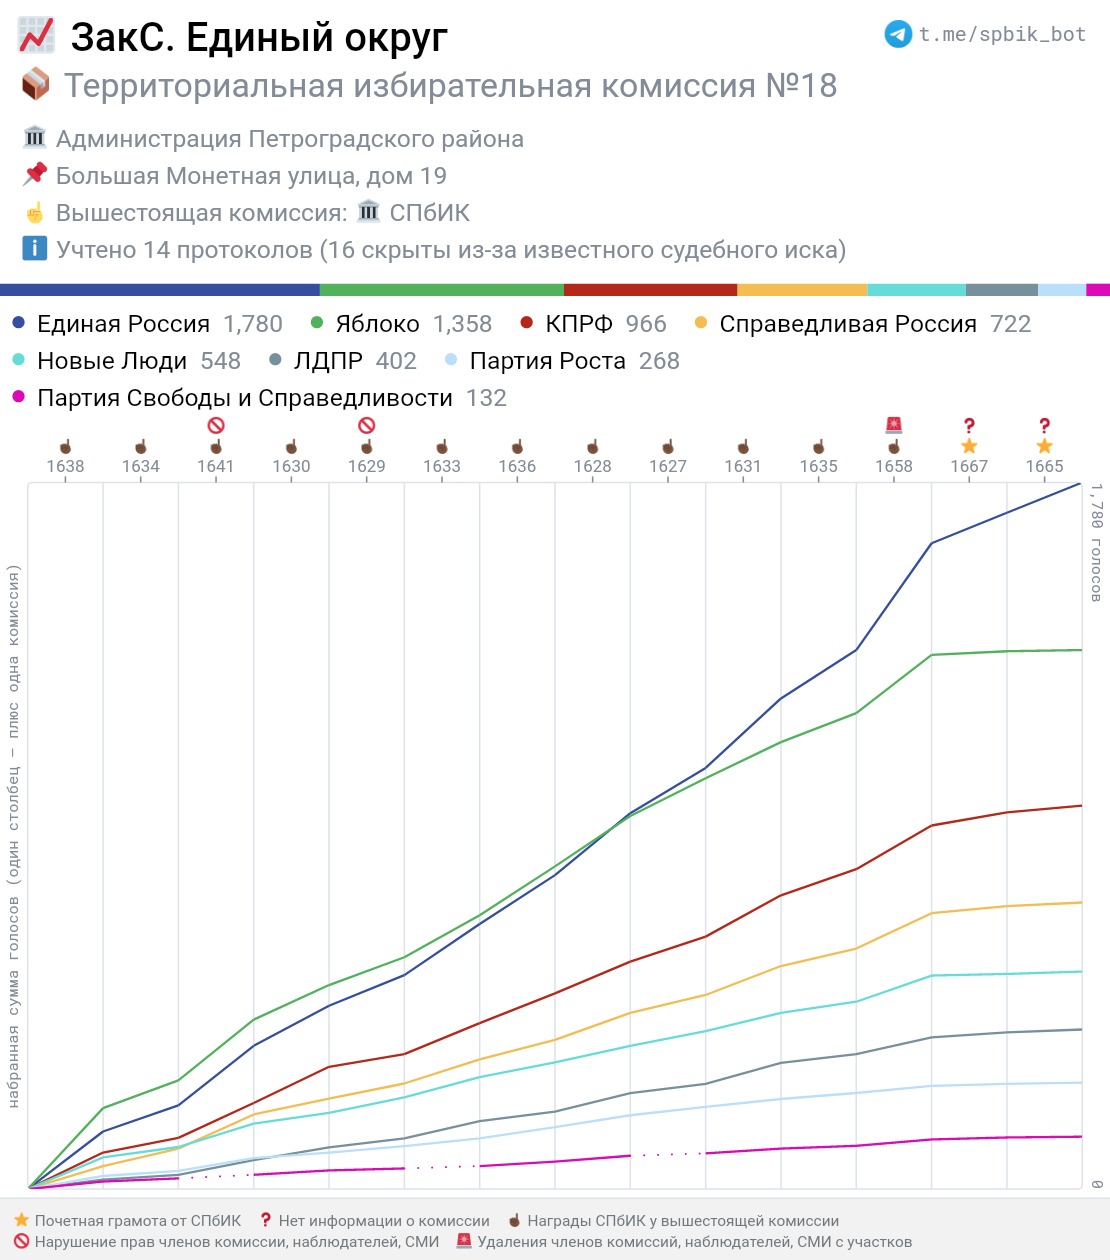 ЗакС. Единый округ
t.me/spbik_bot
Территориальная избирательная комиссия №18
Администрация Петроградского района
Большая Монетная улица, дом 19
Вышестоящая комиссия: СПбИК
Учтено 14 протоколов (16 скрыты из-за известного судебного иска)
Единая Россия 1,780 Яблоко 1,358 КПРФ 966 Справедливая Россия 722
Новые Люди 548 ЛДПР 402 Партия Роста 268
Партия Свободы и Справедливости 132
1638 1634 1641 1630 1629 1633 1636 1628 1627 1631 1635 1658 1667 1665
1,780 голосов
набранная сумма голосов (один столбец — плюс одна комиссия)
0
Почетная грамота от СПбИК Нет информации о комиссии Награды СПбИК у вышестоящей комиссии
Нарушение прав членов комиссии, наблюдателей, СМИ Удаления членов комиссий, наблюдателей, СМИ с участков